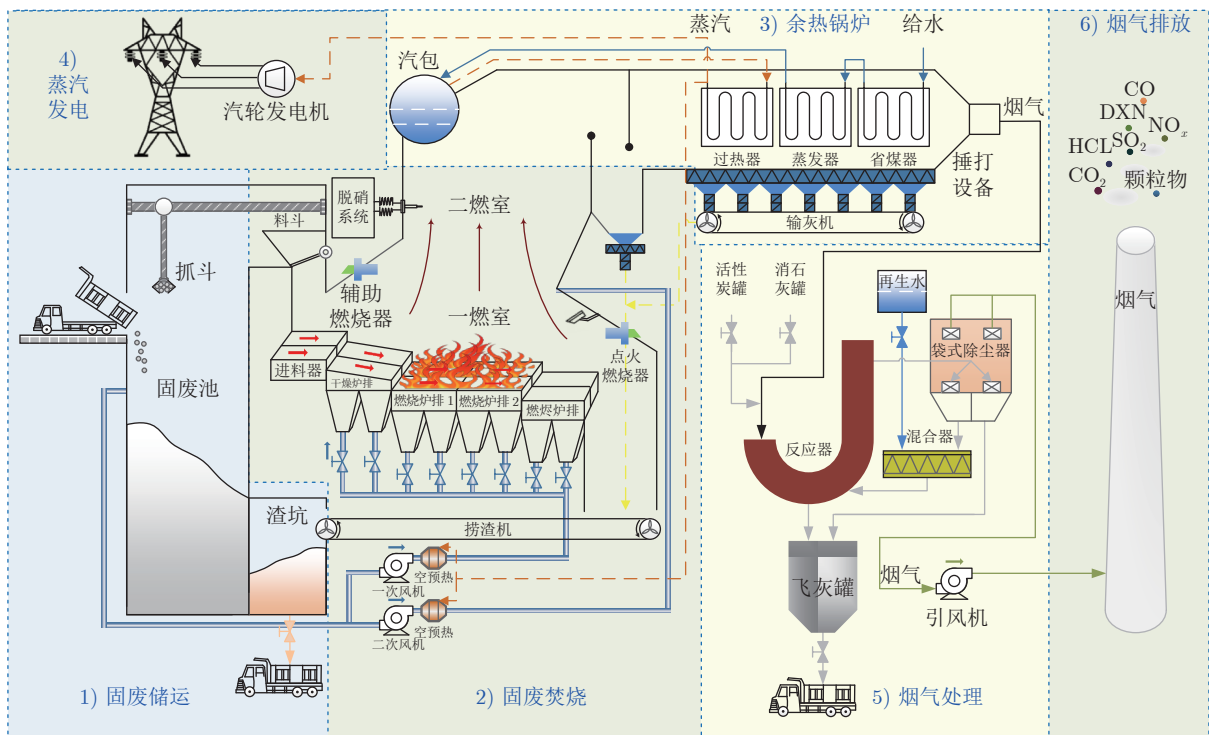 4)
蒸汽
发电
汽轮发电机
汽包
蒸汽
3) 余热锅炉
给水
过热器
蒸发器
省煤器
烟气
捶打
设备
输灰机
6) 烟气排放
CO
DXN
NOₓ
HCL
SO₂
CO₂
颗粒物
烟气
料斗
抓斗
固废池
渣坑
1) 固废储运
脱硝
系统
二燃室
辅助
燃烧器
一燃室
点火
燃烧器
进料器
干燥炉排
燃烧炉排 1
燃烧炉排 2
燃烬炉排
捞渣机
空预热
一次风机
空预热
二次风机
2) 固废焚烧
活性
炭罐
消石
灰罐
再生水
袋式除尘器
反应器
混合器
飞灰罐
烟气
引风机
5) 烟气处理